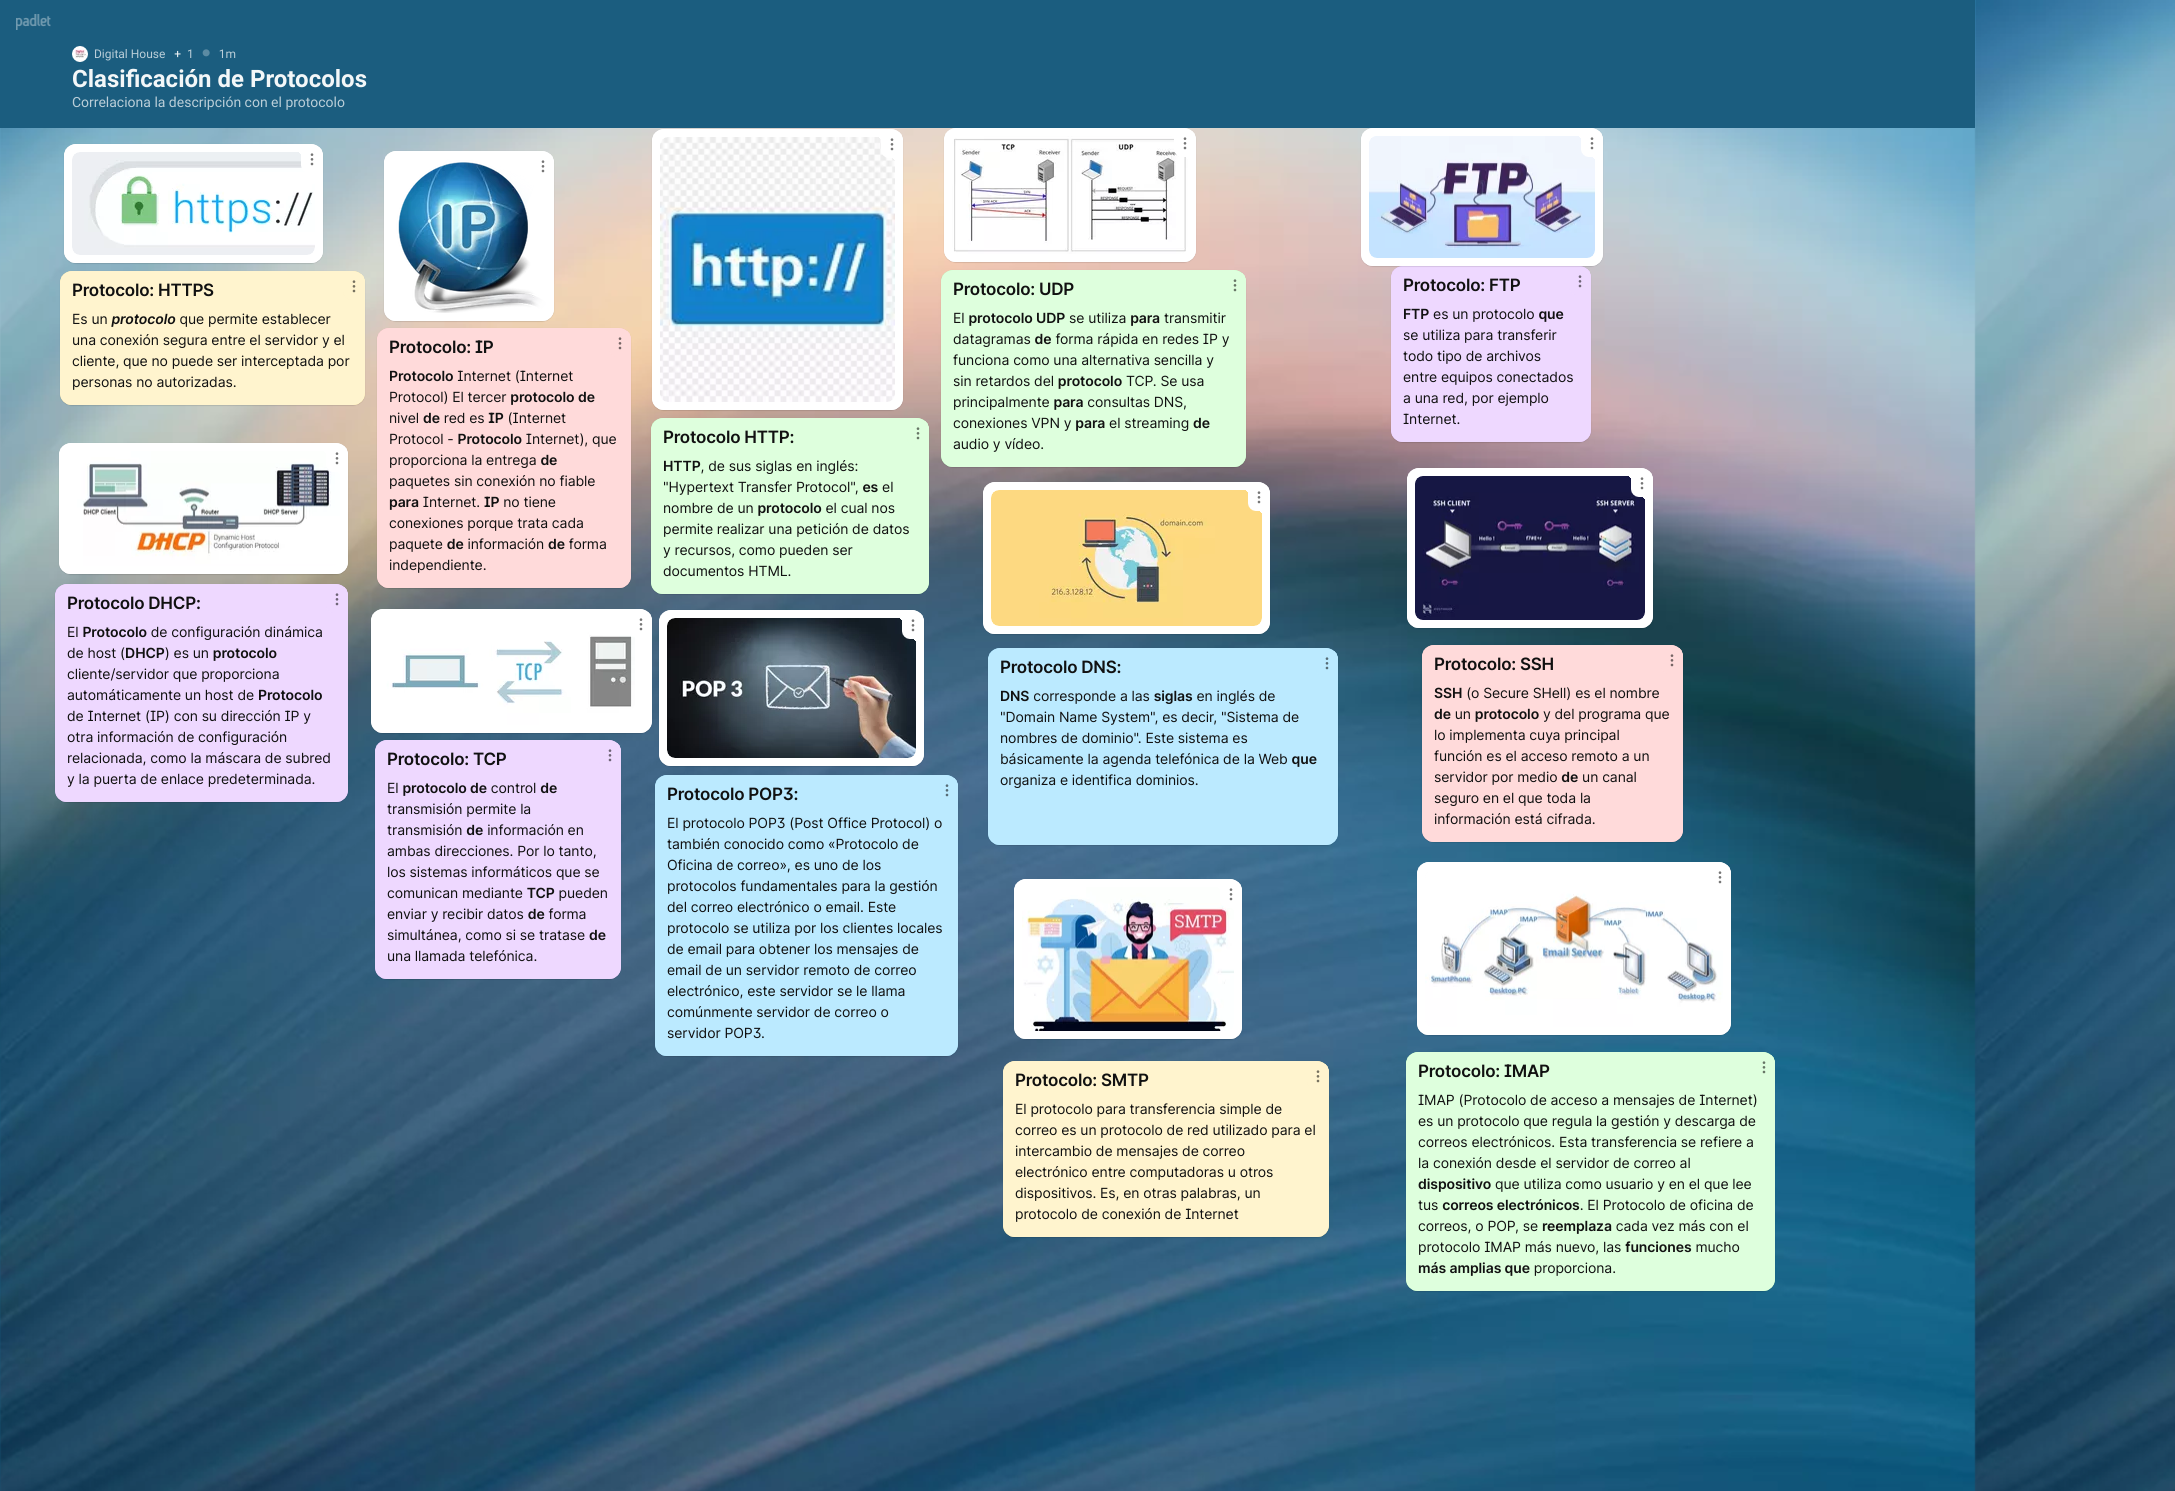 padlet
Digital House + 1 1m
Clasificación de Protocolos
Correlaciona la descripción con el protocolo
https://
Protocolo: HTTPS
Es un protocolo que permite establecer
una conexión segura entre el servidor y el
cliente, que no puede ser interceptada por
personas no autorizadas.
DHCP Client
Router
DHCP Server
DHCP
Dynamic Host
Configuration Protocol
Protocolo DHCP:
El Protocolo de configuración dinámica
de host (DHCP) es un protocolo
cliente/servidor que proporciona
automáticamente un host de Protocolo
de Internet (IP) con su dirección IP y
otra información de configuración
relacionada, como la máscara de subred
y la puerta de enlace predeterminada.
IP
Protocolo: IP
Protocolo Internet (Internet
Protocol) El tercer protocolo de
nivel de red es IP (Internet
Protocol - Protocolo Internet), que
proporciona la entrega de
paquetes sin conexión no fiable
para Internet. IP no tiene
conexiones porque trata cada
paquete de información de forma
independiente.
TCP
Protocolo: TCP
El protocolo de control de
transmisión permite la
transmisión de información en
ambas direcciones. Por lo tanto,
los sistemas informáticos que se
comunican mediante TCP pueden
enviar y recibir datos de forma
simultánea, como si se tratase de
una llamada telefónica.
http://
Protocolo HTTP:
HTTP, de sus siglas en inglés:
"Hypertext Transfer Protocol", es el
nombre de un protocolo el cual nos
permite realizar una petición de datos
y recursos, como pueden ser
documentos HTML.
POP 3
Protocolo POP3:
El protocolo POP3 (Post Office Protocol) o
también conocido como «Protocolo de
Oficina de correo», es uno de los
protocolos fundamentales para la gestión
del correo electrónico o email. Este
protocolo se utiliza por los clientes locales
de email para obtener los mensajes de
email de un servidor remoto de correo
electrónico, este servidor se le llama
comúnmente servidor de correo o
servidor POP3.
TCP
Sender
Receiver
SYN
SYN-ACK
ACK
UDP
Sender
Receive
REQUEST
RESPONSE
RESPONSE
RESPONSE
Protocolo: UDP
El protocolo UDP se utiliza para transmitir
datagramas de forma rápida en redes IP y
funciona como una alternativa sencilla y
sin retardos del protocolo TCP. Se usa
principalmente para consultas DNS,
conexiones VPN y para el streaming de
audio y vídeo.
domain.com
216.3.128.12
Protocolo DNS:
DNS corresponde a las siglas en inglés de
"Domain Name System", es decir, "Sistema de
nombres de dominio". Este sistema es
básicamente la agenda telefónica de la Web que
organiza e identifica dominios.
SMTP
Protocolo: SMTP
El protocolo para transferencia simple de
correo es un protocolo de red utilizado para el
intercambio de mensajes de correo
electrónico entre computadoras u otros
dispositivos. Es, en otras palabras, un
protocolo de conexión de Internet
FTP
Protocolo: FTP
FTP es un protocolo que
se utiliza para transferir
todo tipo de archivos
entre equipos conectados
a una red, por ejemplo
Internet.
SSH CLIENT
SSH SERVER
Hello !
Hello !
Protocolo: SSH
SSH (o Secure SHell) es el nombre
de un protocolo y del programa que
lo implementa cuya principal
función es el acceso remoto a un
servidor por medio de un canal
seguro en el que toda la
información está cifrada.
IMAP
IMAP
IMAP
IMAP
Email Server
SmartPhone
Desktop PC
Tablet
Desktop PC
Protocolo: IMAP
IMAP (Protocolo de acceso a mensajes de Internet)
es un protocolo que regula la gestión y descarga de
correos electrónicos. Esta transferencia se refiere a
la conexión desde el servidor de correo al
dispositivo que utiliza como usuario y en el que lee
tus correos electrónicos. El Protocolo de oficina de
correos, o POP, se reemplaza cada vez más con el
protocolo IMAP más nuevo, las funciones mucho
más amplias que proporciona.